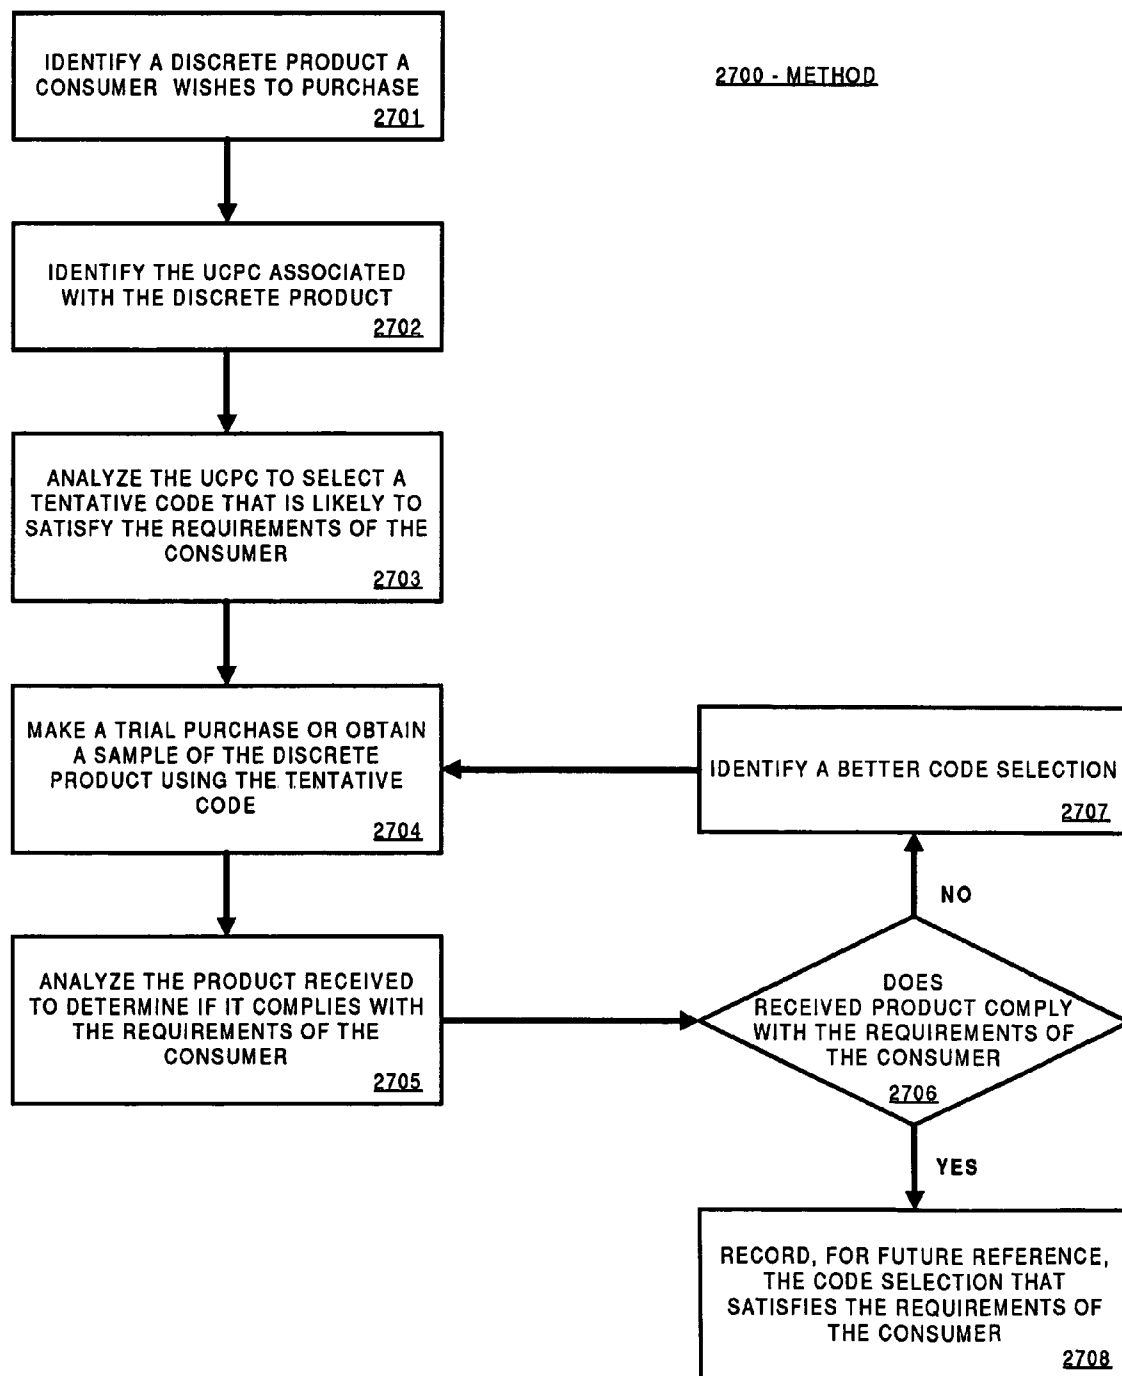 IDENTIFY A DISCRETE PRODUCT A
CONSUMER WISHES TO PURCHASE
2701
2700 - METHOD
IDENTIFY THE UCPC ASSOCIATED
WITH THE DISCRETE PRODUCT
2702
ANALYZE THE UCPC TO SELECT A
TENTATIVE CODE THAT IS LIKELY TO
SATISFY THE REQUIREMENTS OF THE
CONSUMER
2703
MAKE A TRIAL PURCHASE OR OBTAIN
A SAMPLE OF THE DISCRETE
PRODUCT USING THE TENTATIVE
CODE
2704
IDENTIFY A BETTER CODE SELECTION
2707
NO
ANALYZE THE PRODUCT RECEIVED
TO DETERMINE IF IT COMPLIES WITH
THE REQUIREMENTS OF THE
CONSUMER
2705
DOES
RECEIVED PRODUCT COMPLY
WITH THE REQUIREMENTS OF
THE CONSUMER
2706
YES
RECORD, FOR FUTURE REFERENCE,
THE CODE SELECTION THAT
SATISFIES THE REQUIREMENTS OF
THE CONSUMER
2708